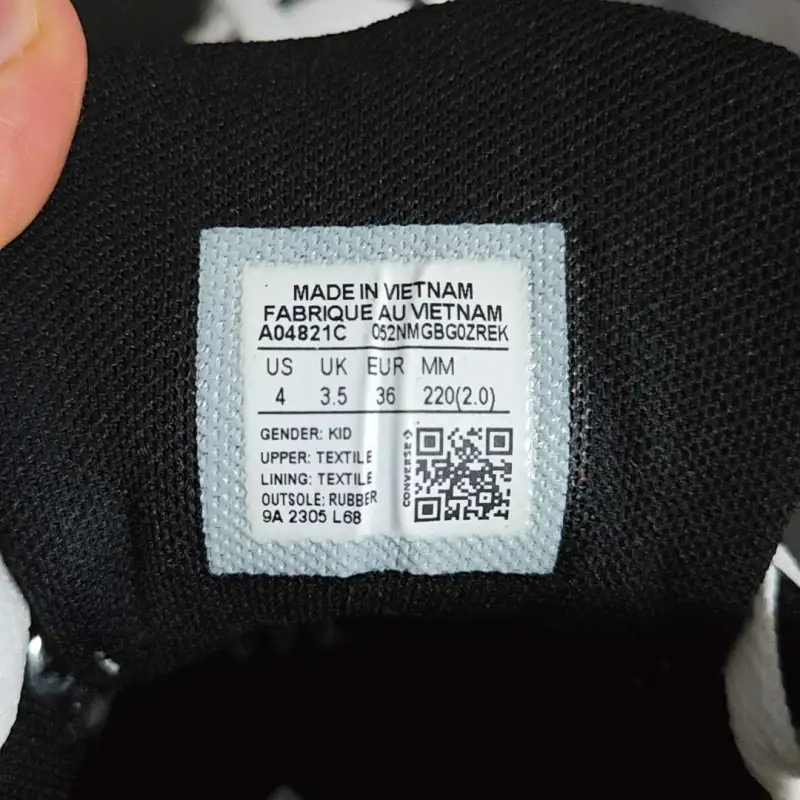 MADE IN VIETNAM
FABRIQUE AU VIETNAM
A04821C 052NMGBG0ZREK
US UK EUR MM
4 3.5 36 220(2.0)
GENDER: KID
UPPER: TEXTILE
LINING: TEXTILE
OUTSOLE: RUBBER
9A 2305 L68
CONVERSE